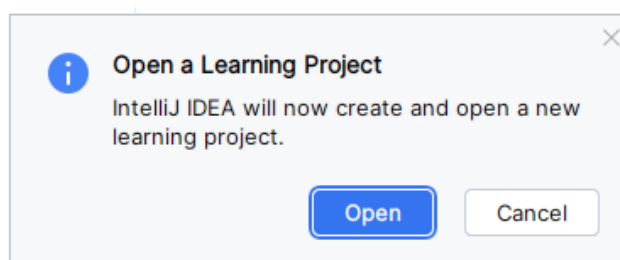 Open a Learning Project
IntelliJ IDEA will now create and open a new
learning project.
Open
Cancel